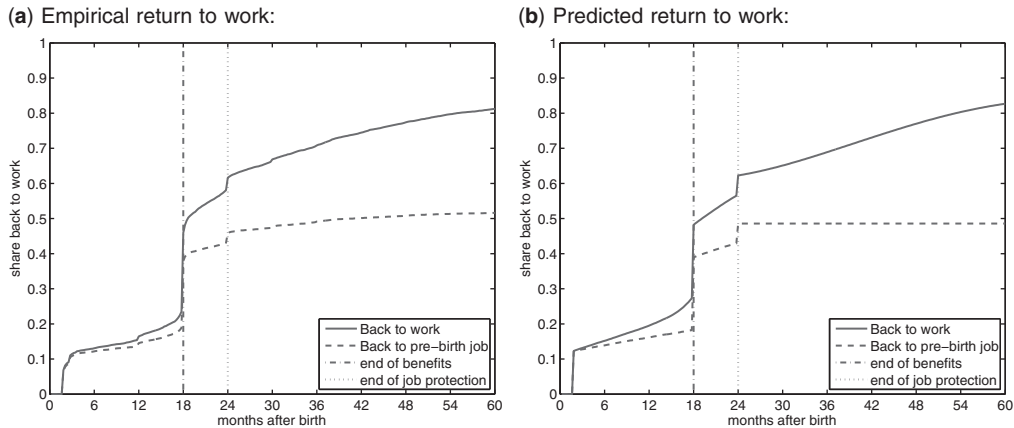 (a) Empirical return to work:
1
0.9
0.8
0.7
0.6
0.5
0.4
0.3
0.2
0.1
0
share back to work
0 6 12 18 24 30 36 42 48 54 60
months after birth
Back to work
Back to pre-birth job
end of benefits
end of job protection
(b) Predicted return to work:
1
0.9
0.8
0.7
0.6
0.5
0.4
0.3
0.2
0.1
0
share back to work
0 6 12 18 24 30 36 42 48 54 60
months after birth
Back to work
Back to pre-birth job
end of benefits
end of job protection